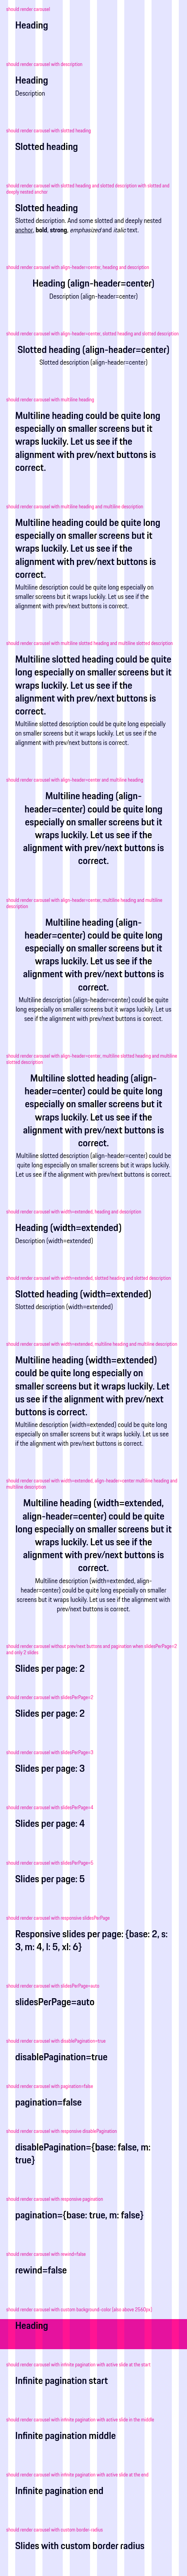 should render carousel
Heading
should render carousel with description
Heading
Description
should render carousel with slotted heading
Slotted heading
should render carousel with slotted heading and slotted description with slotted and
deeply nested anchor
Slotted heading
Slotted description. And some slotted and deeply nested
anchor, bold, strong, emphasized and italic text.
should render carousel with align-header=center, heading and description
Heading (align-header=center)
Description (align-header=center)
should render carousel with align-header=center, slotted heading and slotted description
Slotted heading (align-header=center)
Slotted description (align-header=center)
should render carousel with multiline heading
Multiline heading could be quite long
especially on smaller screens but it
wraps luckily. Let us see if the
alignment with prev/next buttons is
correct.
should render carousel with multiline heading and multiline description
Multiline heading could be quite long
especially on smaller screens but it
wraps luckily. Let us see if the
alignment with prev/next buttons is
correct.
Multiline description could be quite long especially on
smaller screens but it wraps luckily. Let us see if the
alignment with prev/next buttons is correct.
should render carousel with multiline slotted heading and multiline slotted description
Multiline slotted heading could be quite
long especially on smaller screens but it
wraps luckily. Let us see if the
alignment with prev/next buttons is
correct.
Multiline slotted description could be quite long especially
on smaller screens but it wraps luckily. Let us see if the
alignment with prev/next buttons is correct.
should render carousel with align-header=center and multiline heading
Multiline heading (align-
header=center) could be quite long
especially on smaller screens but it
wraps luckily. Let us see if the
alignment with prev/next buttons is
correct.
should render carousel with align-header=center, multiline heading and multiline
description
Multiline heading (align-
header=center) could be quite long
especially on smaller screens but it
wraps luckily. Let us see if the
alignment with prev/next buttons is
correct.
Multiline description (align-header=center) could be quite
long especially on smaller screens but it wraps luckily. Let us
see if the alignment with prev/next buttons is correct.
should render carousel with align-header=center, multiline slotted heading and multiline
slotted description
Multiline slotted heading (align-
header=center) could be quite long
especially on smaller screens but it
wraps luckily. Let us see if the
alignment with prev/next buttons is
correct.
Multiline slotted description (align-header=center) could be
quite long especially on smaller screens but it wraps luckily.
Let us see if the alignment with prev/next buttons is correct.
should render carousel with width=extended, heading and description
Heading (width=extended)
Description (width=extended)
should render carousel with width=extended, slotted heading and slotted description
Slotted heading (width=extended)
Slotted description (width=extended)
should render carousel with width=extended, multiline heading and multiline description
Multiline heading (width=extended)
could be quite long especially on
smaller screens but it wraps luckily. Let
us see if the alignment with prev/next
buttons is correct.
Multiline description (width=extended) could be quite long
especially on smaller screens but it wraps luckily. Let us see
if the alignment with prev/next buttons is correct.
should render carousel with width=extended, align-header=center multiline heading and
multiline description
Multiline heading (width=extended,
align-header=center) could be quite
long especially on smaller screens but it
wraps luckily. Let us see if the
alignment with prev/next buttons is
correct.
Multiline description (width=extended, align-
header=center) could be quite long especially on smaller
screens but it wraps luckily. Let us see if the alignment with
prev/next buttons is correct.
should render carousel without prev/next buttons and pagination when slidesPerPage=2
and only 2 slides
Slides per page: 2
should render carousel with slidesPerPage=2
Slides per page: 2
should render carousel with slidesPerPage=3
Slides per page: 3
should render carousel with slidesPerPage=4
Slides per page: 4
should render carousel with slidesPerPage=5
Slides per page: 5
should render carousel with responsive slidesPerPage
Responsive slides per page: {base: 2, s:
3, m: 4, l: 5, xl: 6}
should render carousel with slidesPerPage=auto
slidesPerPage=auto
should render carousel with disablePagination=true
disablePagination=true
should render carousel with pagination=false
pagination=false
should render carousel with responsive disablePagination
disablePagination={base: false, m:
true}
should render carousel with responsive pagination
pagination={base: true, m: false}
should render carousel with rewind=false
rewind=false
should render carousel with custom background-color (also above 2560px)
Heading
should render carousel with infinite pagination with active slide at the start
Infinite pagination start
should render carousel with infinite pagination with active slide in the middle
Infinite pagination middle
should render carousel with infinite pagination with active slide at the end
Infinite pagination end
should render carousel with custom border-radius
Slides with custom border radius